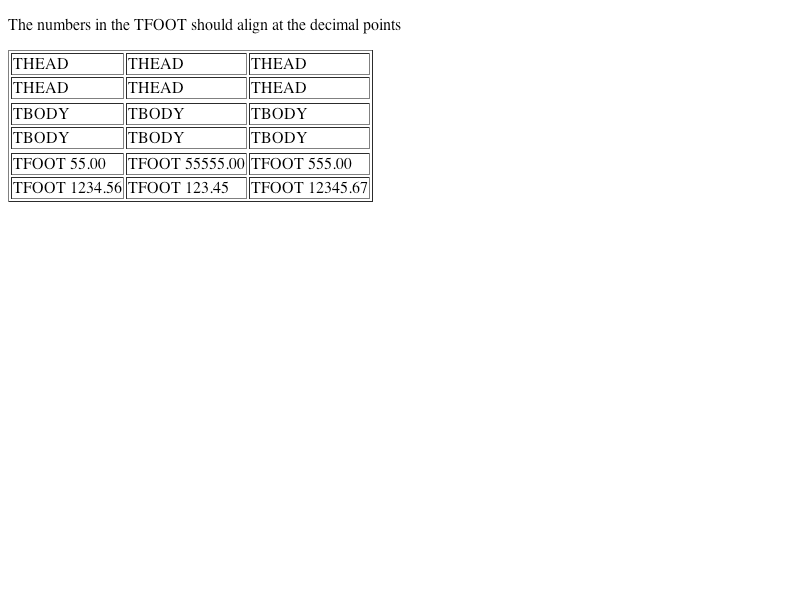 The numbers in the TFOOT should align at the decimal points
THEAD THEAD THEAD
THEAD THEAD THEAD
TBODY TBODY TBODY
TBODY TBODY TBODY
TFOOT 55.00 TFOOT 55555.00 TFOOT 555.00
TFOOT 1234.56 TFOOT 123.45 TFOOT 12345.67